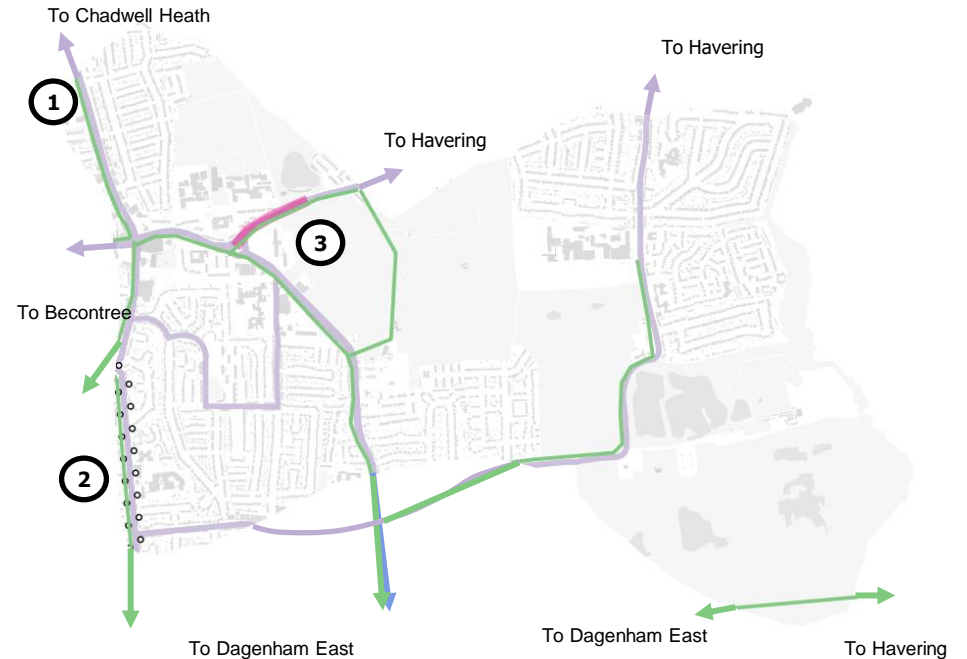 To Chadwell Heath
To Havering
1
To Havering
3
To Becontree
2
To Dagenham East
To Dagenham East
To Havering